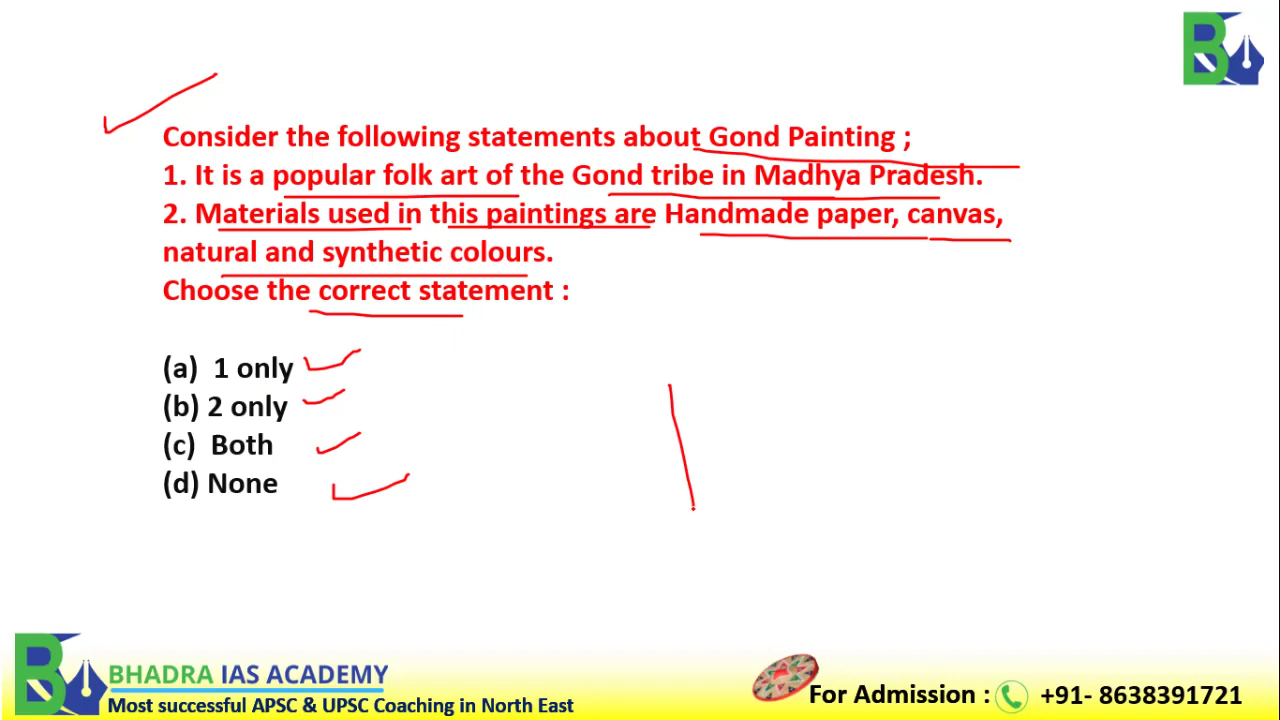 B
Consider the following statements about Gond Painting ;
1. It is a popular folk art of the Gond tribe in Madhya Pradesh.
2. Materials used in this paintings are Handmade paper, canvas,
natural and synthetic colours.
Choose the correct statement :
(a) 1 only
(b) 2 only
(c) Both
(d) None
B
BHADRA IAS ACADEMY
Most successful APSC & UPSC Coaching in North East
For Admission : +91- 8638391721